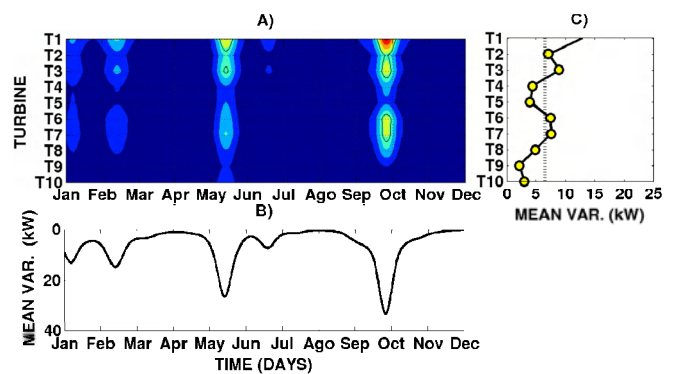 A)
C)
TURBINE
T1
T2
T3
T4
T5
T6
T7
T8
T9
T10
Jan Feb Mar Apr May Jun Jul Ago Sep Oct Nov Dec
T1
T2
T3
T4
T5
T6
T7
T8
T9
T10
0 5 10 15 20 25
MEAN VAR. (kW)
B)
MEAN VAR. (kW)
0
20
40
Jan Feb Mar Apr May Jun Jul Ago Sep Oct Nov Dec
TIME (DAYS)